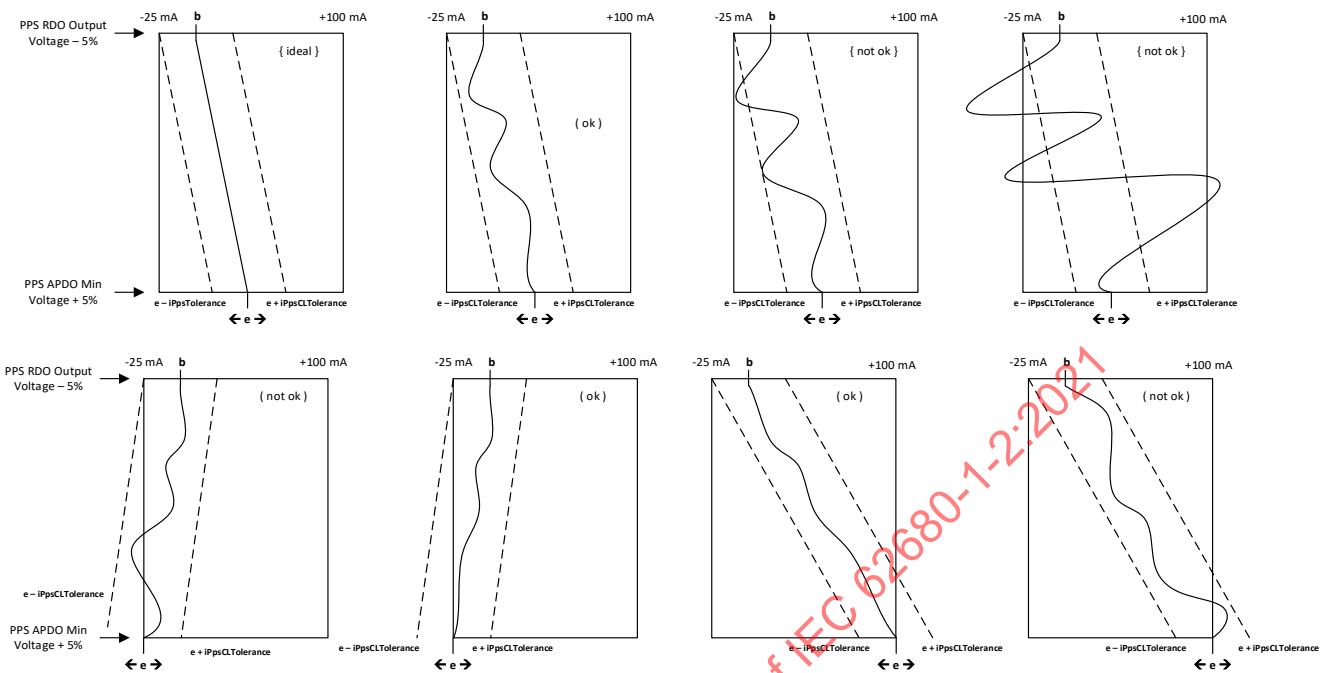 -25 mA b +100 mA
-25 mA b +100 mA
-25 mA b +100 mA
-25 mA b +100 mA
PPS RDO Output
Voltage – 5%
{ ideal }
( ok )
{ not ok }
{ not ok }
PPS APDO Min
Voltage + 5%
e – iPpsTolerance e + iPpsCLTolerance
e – iPpsCLTolerance e + iPpsCLTolerance
e – iPpsCLTolerance e + iPpsCLTolerance
e – iPpsCLTolerance e + iPpsCLTolerance
← e →
← e →
← e →
← e →
-25 mA b +100 mA
-25 mA b +100 mA
-25 mA b +100 mA
-25 mA b +100 mA
PPS RDO Output
Voltage – 5%
( not ok )
( ok )
( ok )
( not ok )
e – iPpsCLTolerance
PPS APDO Min
Voltage + 5%
e + iPpsCLTolerance
e – iPpsCLTolerance e + iPpsCLTolerance
e – iPpsCLTolerance e + iPpsCLTolerance
e – iPpsCLTolerance e + iPpsCLTolerance
← e →
← e →
← e →
← e →
f IEC 62680-1-2:2021